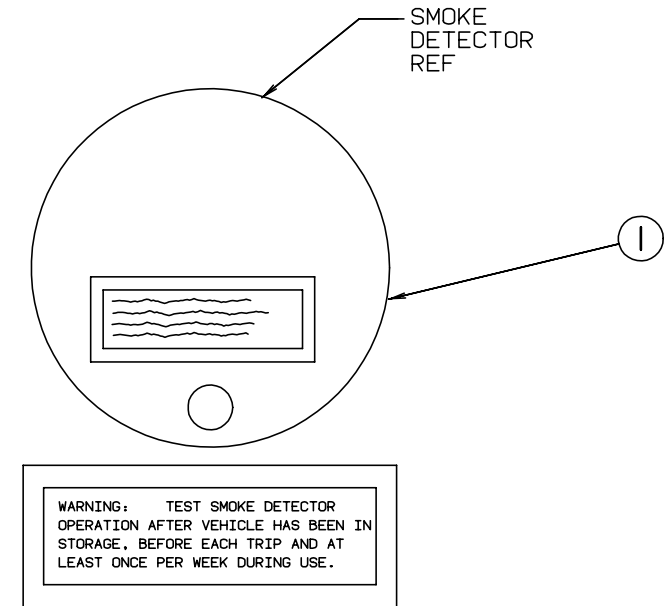 SMOKE
DETECTOR
REF
1
WARNING: TEST SMOKE DETECTOR
OPERATION AFTER VEHICLE HAS BEEN IN
STORAGE, BEFORE EACH TRIP AND AT
LEAST ONCE PER WEEK DURING USE.